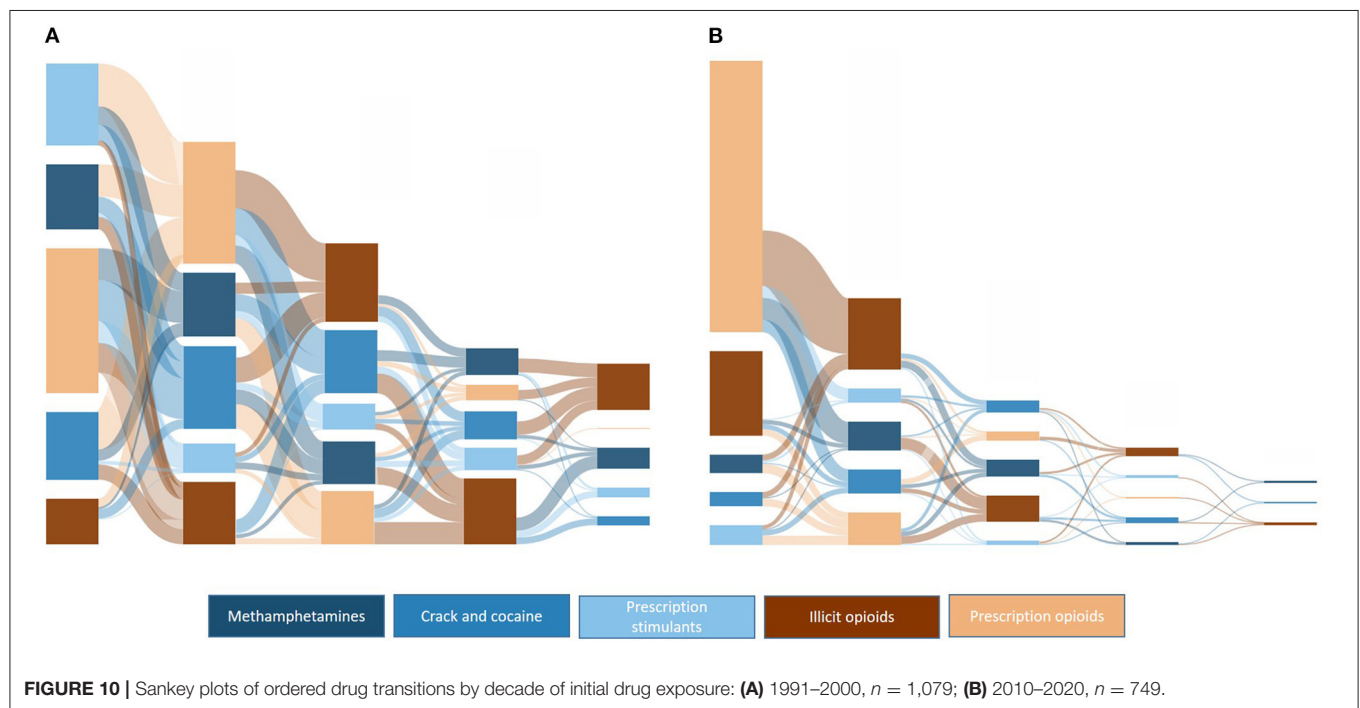 A
B
Methamphetamines
Crack and cocaine
Prescription
stimulants
Illicit opioids
Prescription opioids
FIGURE 10 | Sankey plots of ordered drug transitions by decade of initial drug exposure: (A) 1991–2000, n = 1,079; (B) 2010–2020, n = 749.